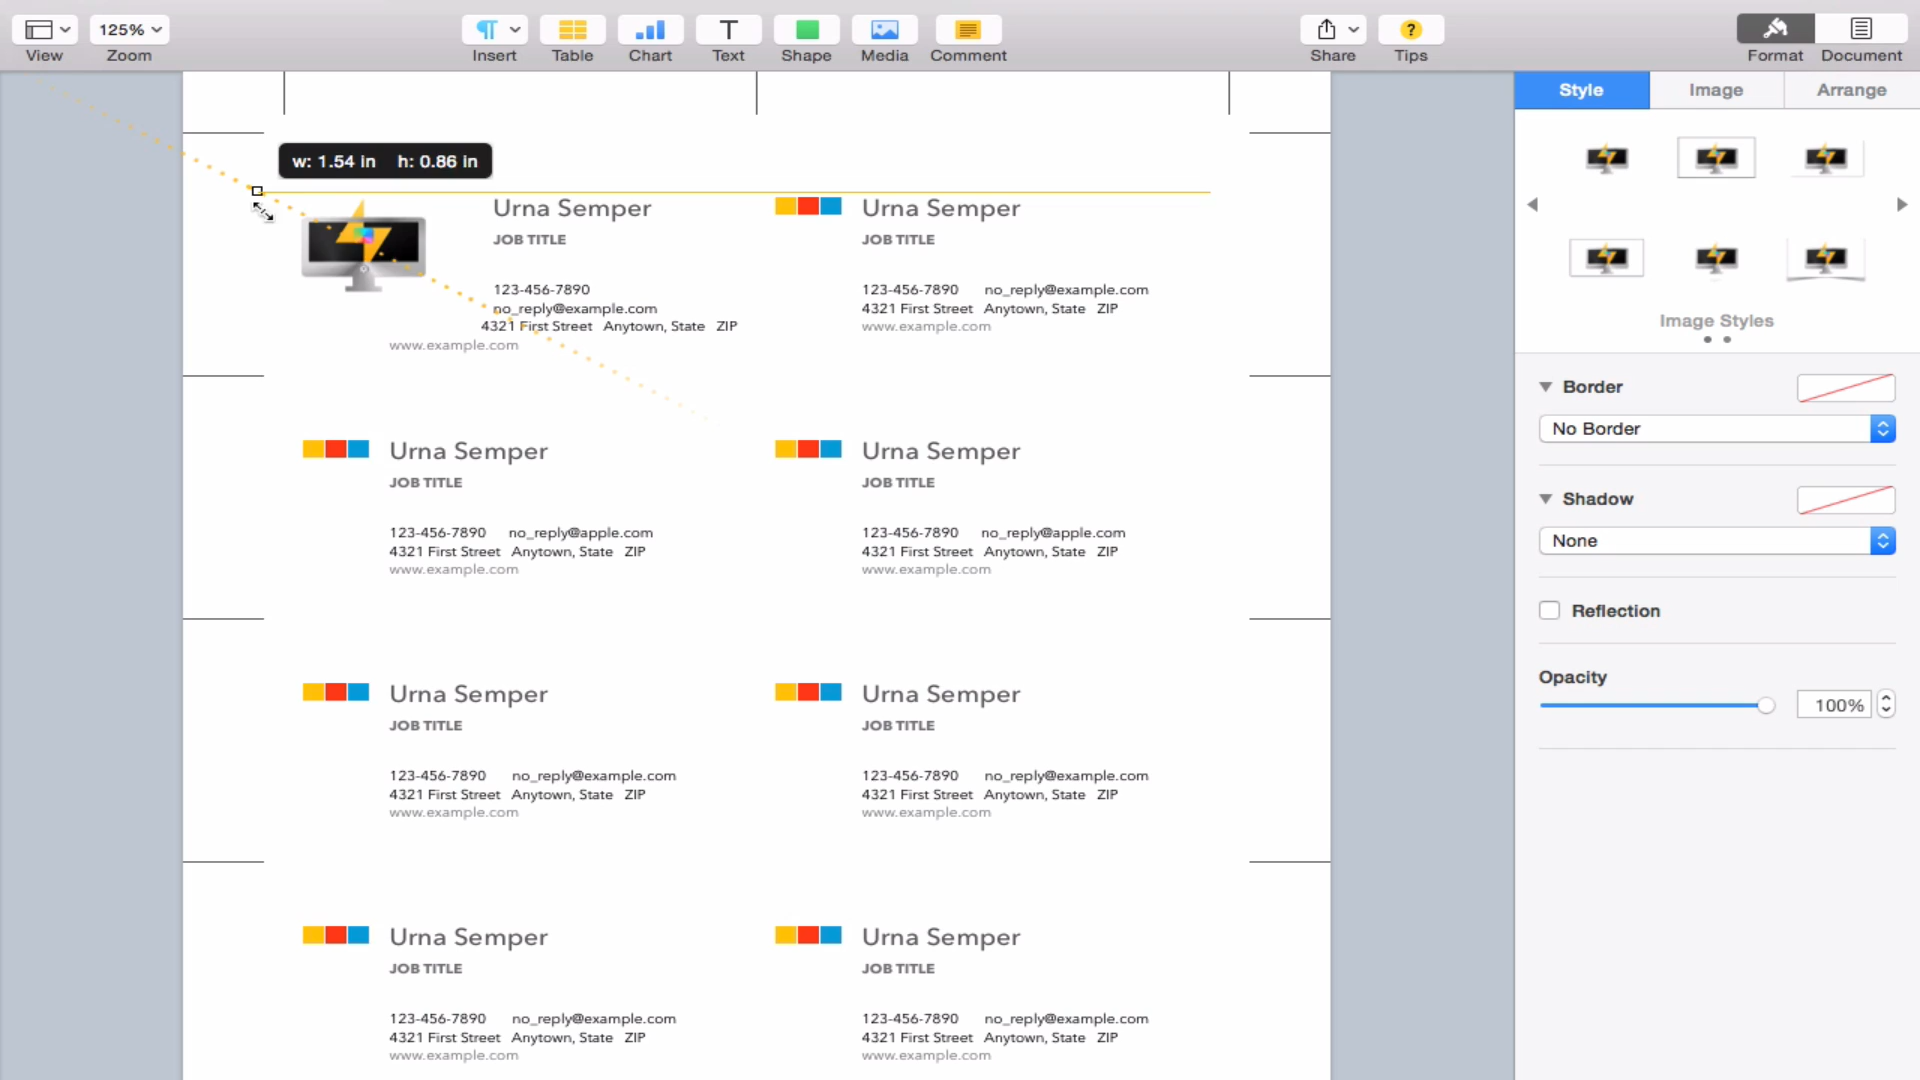 125%
View
Zoom
Insert
Table
Chart
Text
Shape
Media
Comment
Share
Tips
Format
Document
Style
Image
Arrange
w: 1.54 in h: 0.86 in
Urna Semper
JOB TITLE
123-456-7890
no_reply@example.com
4321 First Street Anytown, State ZIP
www.example.com
Urna Semper
JOB TITLE
123-456-7890 no_reply@example.com
4321 First Street Anytown, State ZIP
www.example.com
Urna Semper
JOB TITLE
123-456-7890 no_reply@apple.com
4321 First Street Anytown, State ZIP
www.example.com
Urna Semper
JOB TITLE
123-456-7890 no_reply@apple.com
4321 First Street Anytown, State ZIP
www.example.com
Urna Semper
JOB TITLE
123-456-7890 no_reply@example.com
4321 First Street Anytown, State ZIP
www.example.com
Urna Semper
JOB TITLE
123-456-7890 no_reply@example.com
4321 First Street Anytown, State ZIP
www.example.com
Urna Semper
JOB TITLE
123-456-7890 no_reply@example.com
4321 First Street Anytown, State ZIP
www.example.com
Urna Semper
JOB TITLE
123-456-7890 no_reply@example.com
4321 First Street Anytown, State ZIP
www.example.com
Image Styles
Border
No Border
Shadow
None
Reflection
Opacity
100%